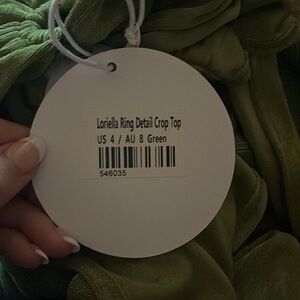 Loriella Ring Detail Crop Top
US 4 / AU 8 Green
546035